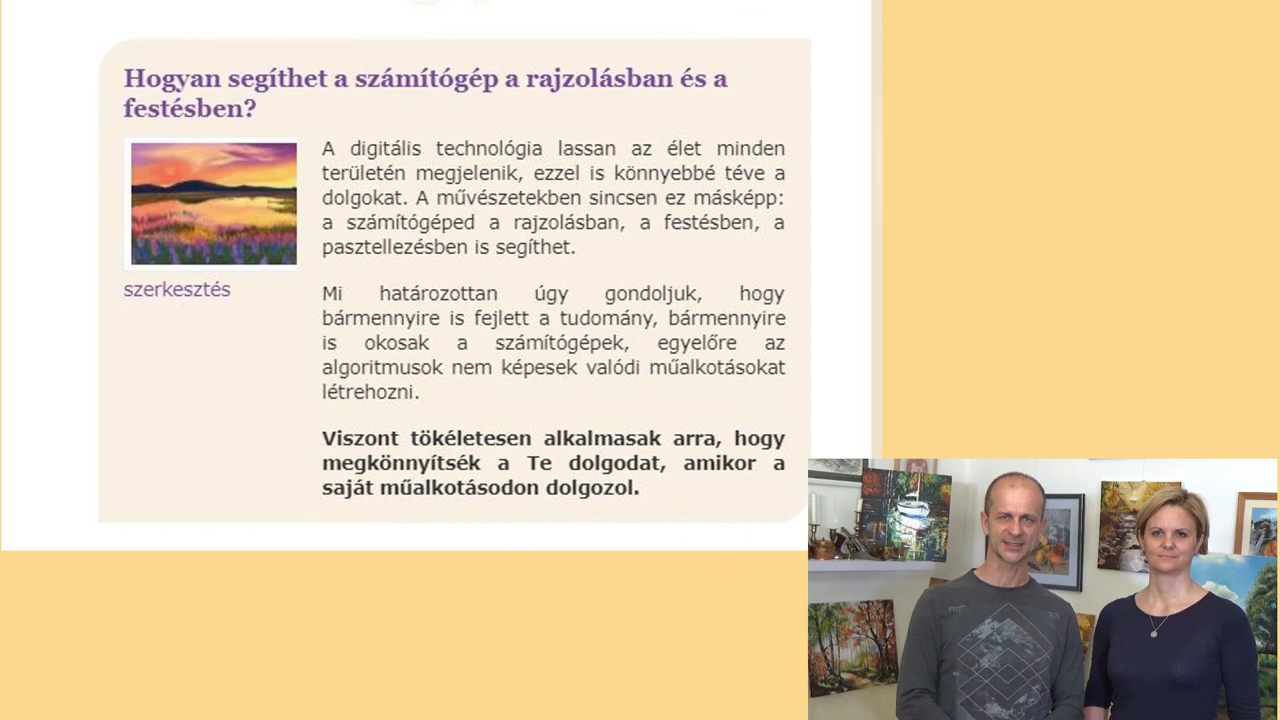 Hogyan segíthet a számítógép a rajzolásban és a
festésben?
A digitális technológia lassan az élet minden
területén megjelenik, ezzel is könnyebbé téve a
dolgokat. A művészetekben sincsen ez másképp:
a számítógéped a rajzolásban, a festésben, a
pasztellezésben is segíthet.
szerkesztés
Mi határozottan úgy gondoljuk, hogy
bármennyire is fejlett a tudomány, bármennyire
is okosak a számítógépek, egyelőre az
algoritmusok nem képesek valódi műalkotásokat
létrehozni.
Viszont tökéletesen alkalmasak arra, hogy
megkönnyítsék a Te dolgodat, amikor a
saját műalkotásodon dolgozol.